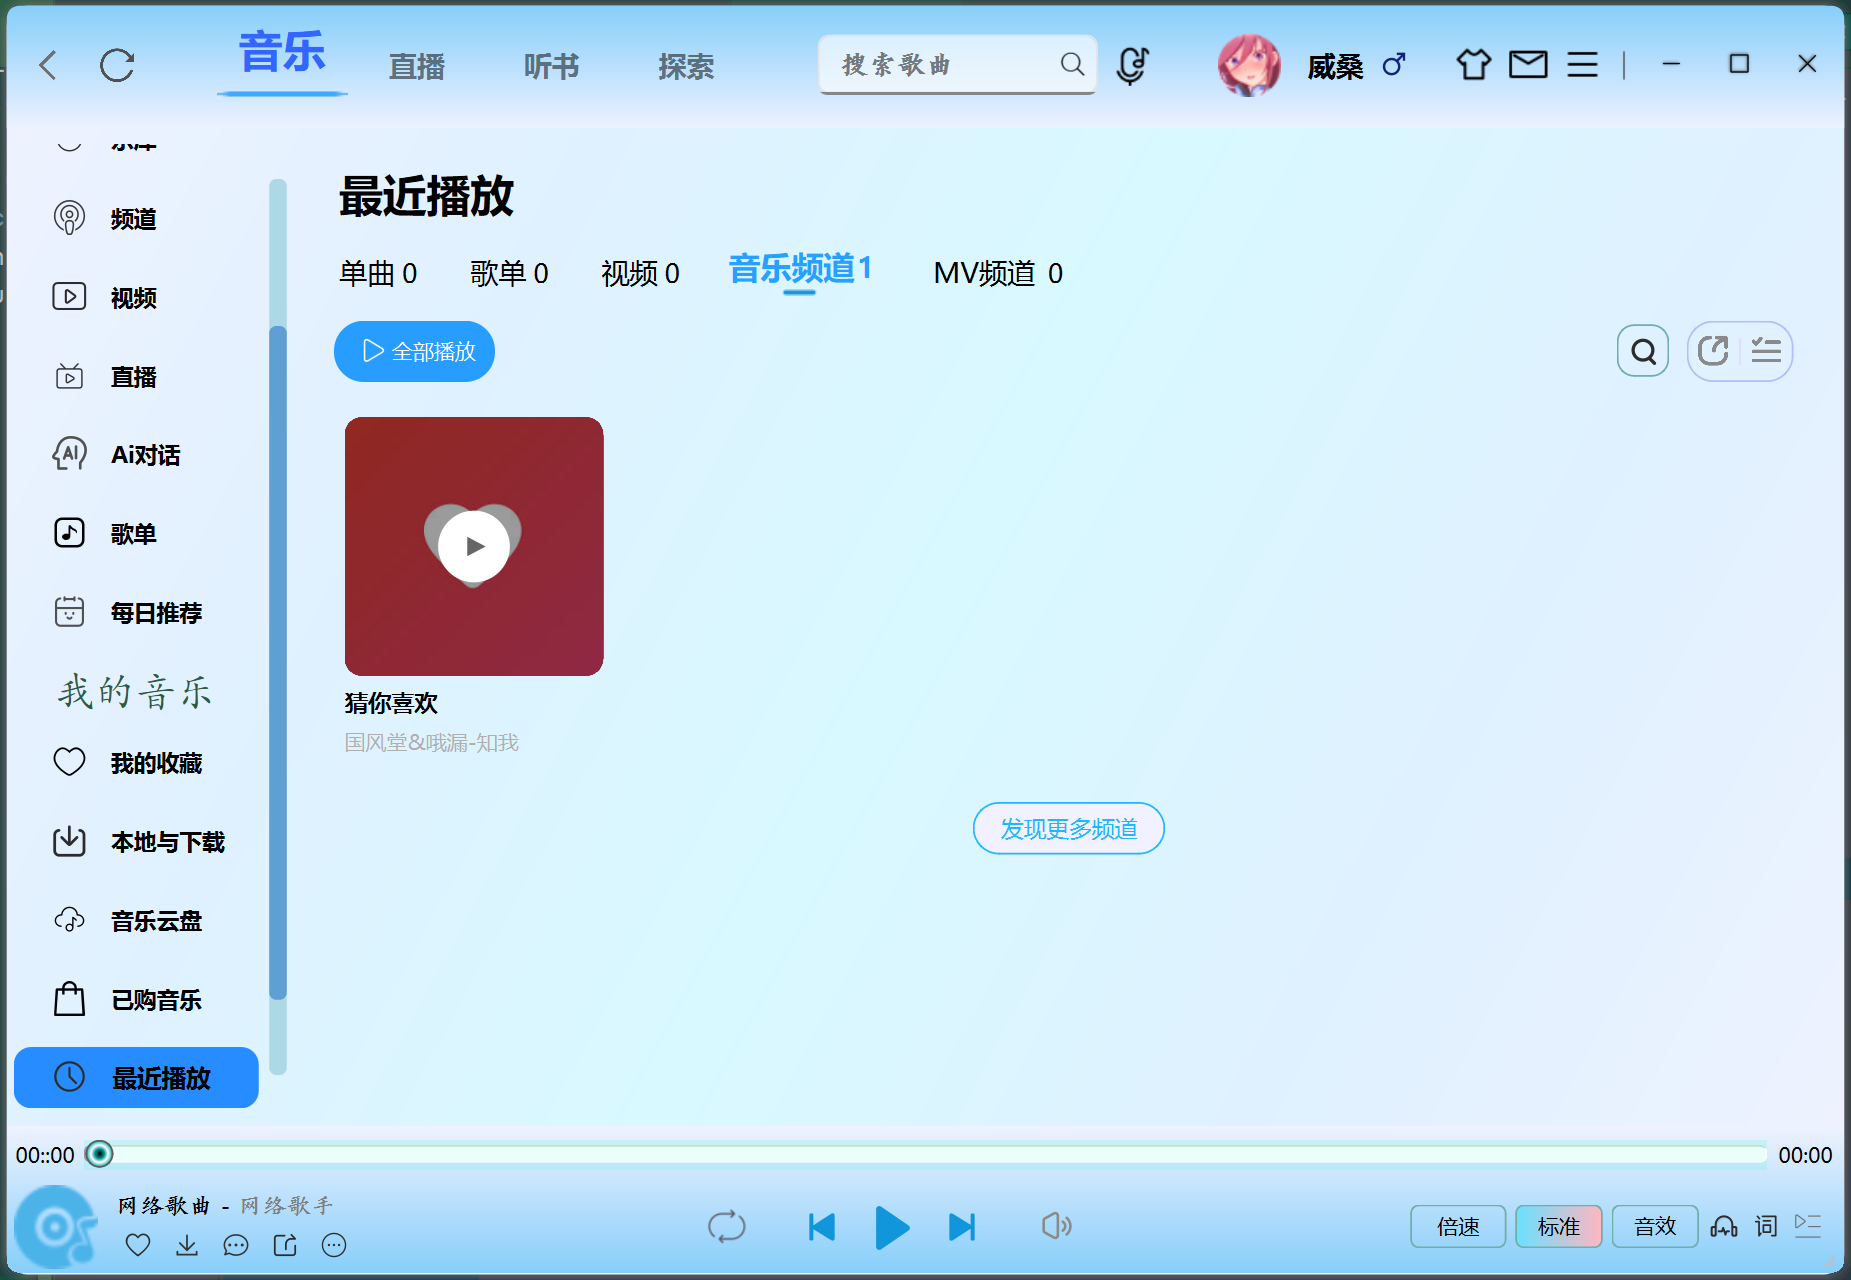 音乐
直播
听书
探索
搜索歌曲
威桑
频道
视频
直播
Ai对话
歌单
每日推荐
我的音乐
我的收藏
本地与下载
音乐云盘
已购音乐
最近播放
最近播放
单曲 0
歌单 0
视频 0
音乐频道1
MV频道 0
全部播放
猜你喜欢
国风堂&哦漏-知我
发现更多频道
00::00
00:00
网络歌曲 - 网络歌手
倍速
标准
音效
词